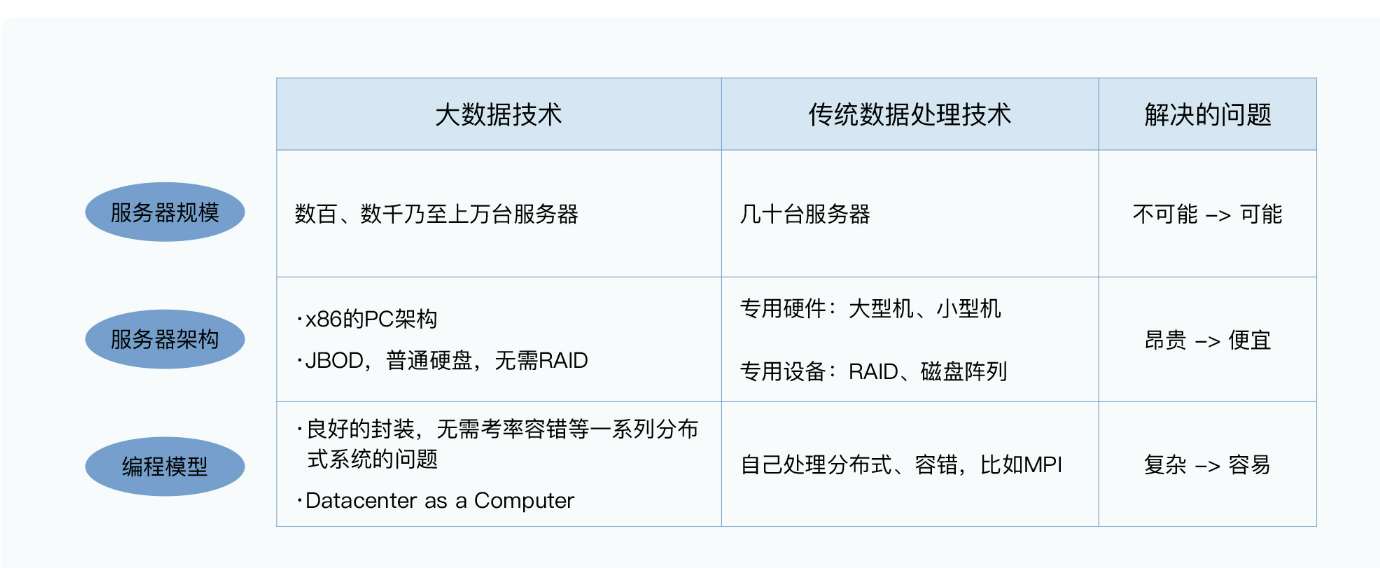 大数据技术
传统数据处理技术
解决的问题
服务器规模
数百、数千乃至上万台服务器
几十台服务器
不可能 -> 可能
服务器架构
·x86的PC架构
·JBOD，普通硬盘，无需RAID
专用硬件：大型机、小型机
专用设备：RAID、磁盘阵列
昂贵 -> 便宜
编程模型
·良好的封装，无需考率容错等一系列分布
式系统的问题
·Datacenter as a Computer
自己处理分布式、容错，比如MPI
复杂 -> 容易